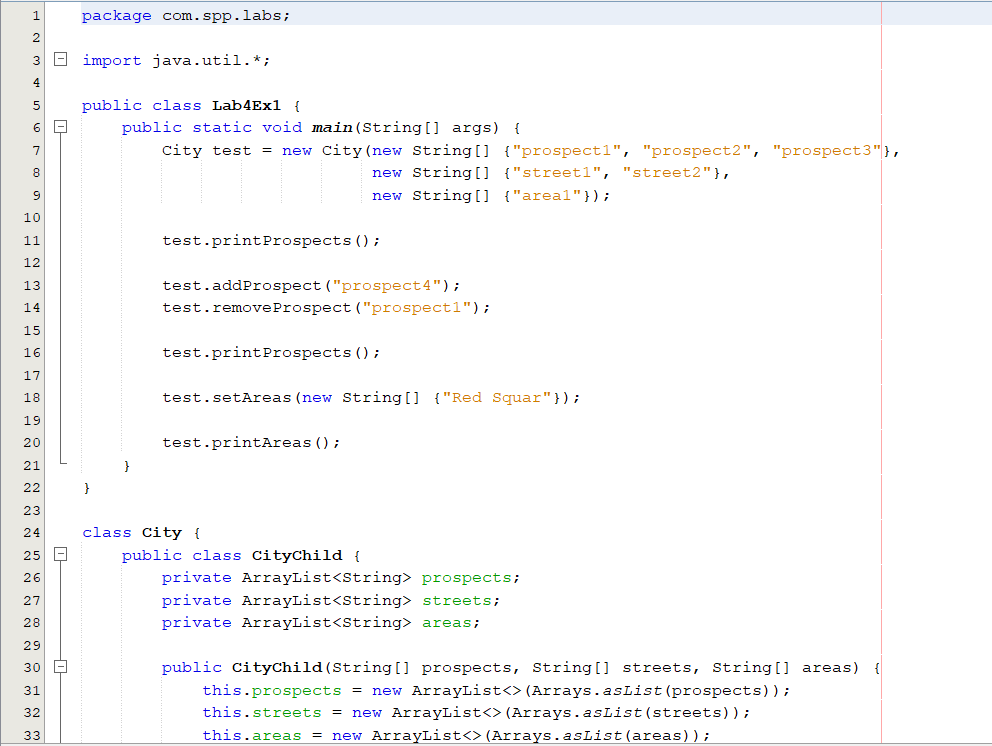 1 package com.spp.labs;
2
3 import java.util.*;
4
5 public class Lab4Ex1 {
6 public static void main(String[] args) {
7 City test = new City(new String[] {"prospect1", "prospect2", "prospect3"},
8 new String[] {"street1", "street2"},
9 new String[] {"area1"});
10
11 test.printProspects();
12
13 test.addProspect("prospect4");
14 test.removeProspect("prospect1");
15
16 test.printProspects();
17
18 test.setAreas(new String[] {"Red Squar"});
19
20 test.printAreas();
21 }
22 }
23
24 class City {
25 public class CityChild {
26 private ArrayList<String> prospects;
27 private ArrayList<String> streets;
28 private ArrayList<String> areas;
29
30 public CityChild(String[] prospects, String[] streets, String[] areas) {
31 this.prospects = new ArrayList<>(Arrays.asList(prospects));
32 this.streets = new ArrayList<>(Arrays.asList(streets));
33 this.areas = new ArrayList<>(Arrays.asList(areas));